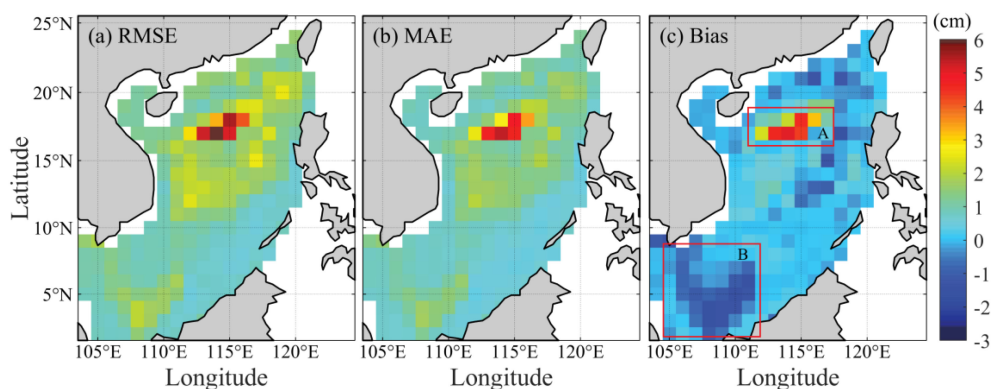 (a) RMSE
(b) MAE
(c) Bias
(cm)
25°N
20°N
15°N
10°N
5°N
Latitude
A
B
6
5
4
3
2
1
0
-1
-2
-3
105°E 110°E 115°E 120°E
105°E 110°E 115°E 120°E
105°E 110°E 115°E 120°E
Longitude
Longitude
Longitude